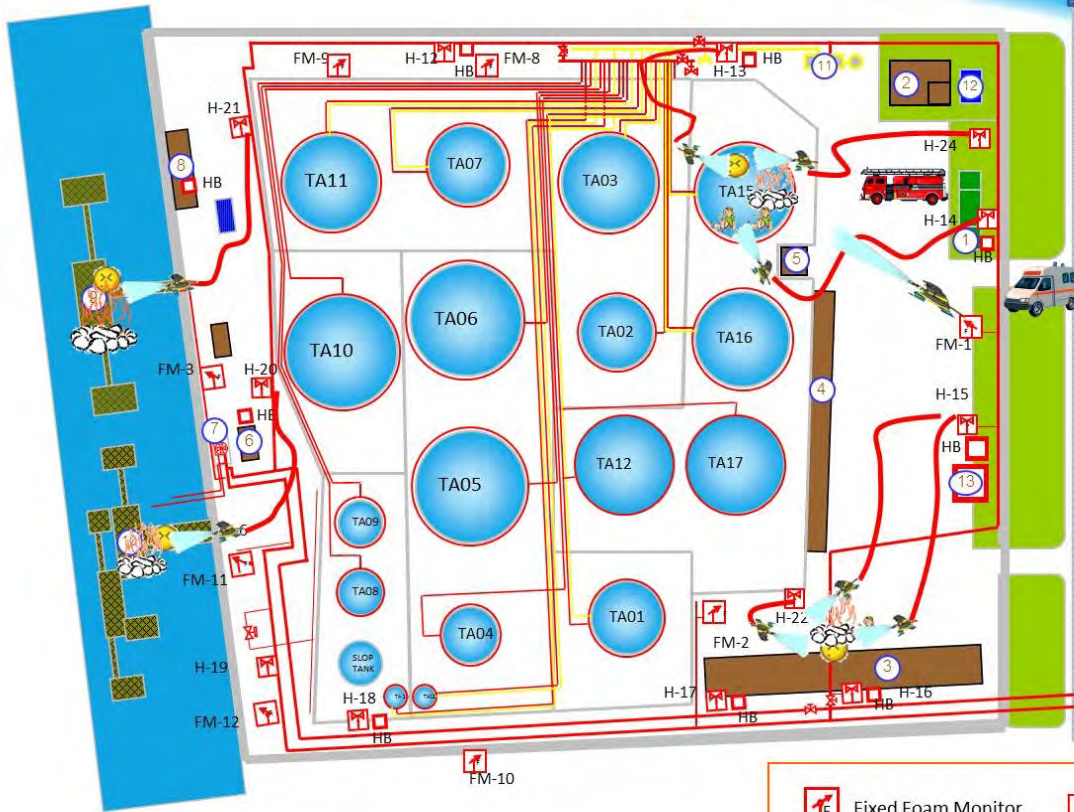 H-12
H-13
HB
11
FM-9
HB
FM-8
2
12
H-21
H-24
8
HB
TA11
TA07
TA03
TA15
H-14
1
HB
5
9
TA06
TA02
TA16
FM-1
TA10
4
FM-3
H-20
H-15
HB
7
6
HB
TA05
TA12
TA17
13
TA09
FM-11
TA08
TA04
TA01
H-22
FM-2
SLOP
TANK
H-19
3
H-18
H-17
H-16
FM-12
HB
HB
HB
FM-10
Fixed Foam Monitor